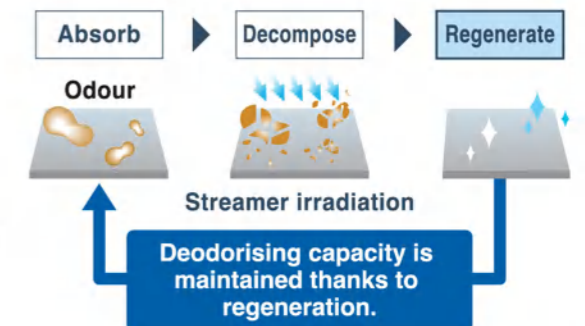 Absorb
Decompose
Regenerate
Odour
Streamer irradiation
Deodorising capacity is
maintained thanks to
regeneration.